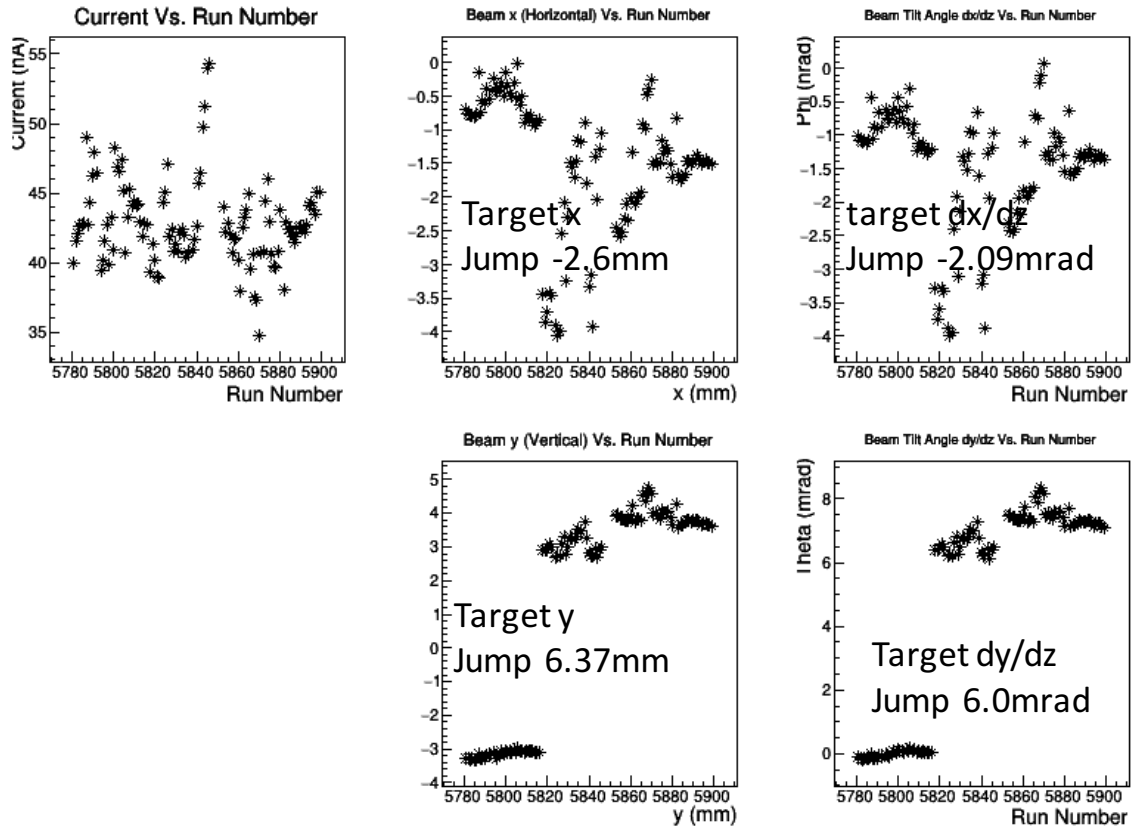 Current Vs. Run Number
Beam x (Horizontal) Vs. Run Number
Beam Tilt Angle dx/dz Vs. Run Number
Current (nA)
55
50
45
40
35
5780 5800 5820 5840 5860 5880 5900
Run Number
0
-0.5
-1
-1.5
-2
-2.5
-3
-3.5
-4
Target x
Jump -2.6mm
5780 5800 5820 5840 5860 5880 5900
x (mm)
Phi (nrad)
0
-0.5
-1
-1.5
-2
-2.5
-3
-3.5
-4
target dx/dz
Jump -2.09mrad
5780 5800 5820 5840 5860 5880 5900
Run Number
Beam y (Vertical) Vs. Run Number
Beam Tilt Angle dy/dz Vs. Run Number
5
4
3
2
1
0
-1
-2
-3
-4
Target y
Jump 6.37mm
5780 5800 5820 5840 5860 5880 5900
y (mm)
Theta (mrad)
8
6
4
2
0
Target dy/dz
Jump 6.0mrad
5780 5800 5820 5840 5860 5880 5900
Run Number